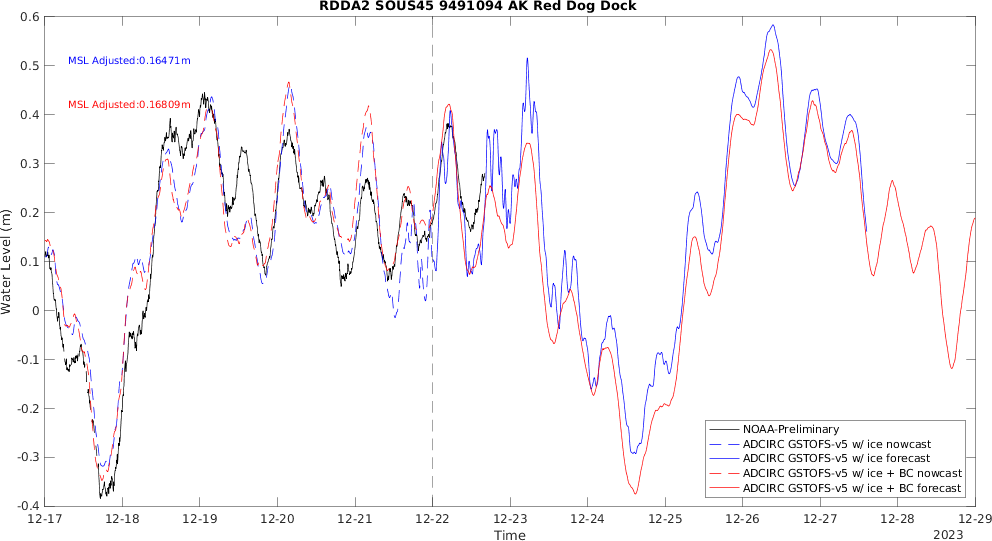 RDDA2 SOUS45 9491094 AK Red Dog Dock
MSL Adjusted:0.16471m
MSL Adjusted:0.16809m
Water Level (m)
0.6
0.5
0.4
0.3
0.2
0.1
0
-0.1
-0.2
-0.3
-0.4
NOAA-Preliminary
ADCIRC GSTOFS-v5 w/ ice nowcast
ADCIRC GSTOFS-v5 w/ ice forecast
ADCIRC GSTOFS-v5 w/ ice + BC nowcast
ADCIRC GSTOFS-v5 w/ ice + BC forecast
12-17 12-18 12-19 12-20 12-21 12-22 12-23 12-24 12-25 12-26 12-27 12-28 12-29
Time
2023